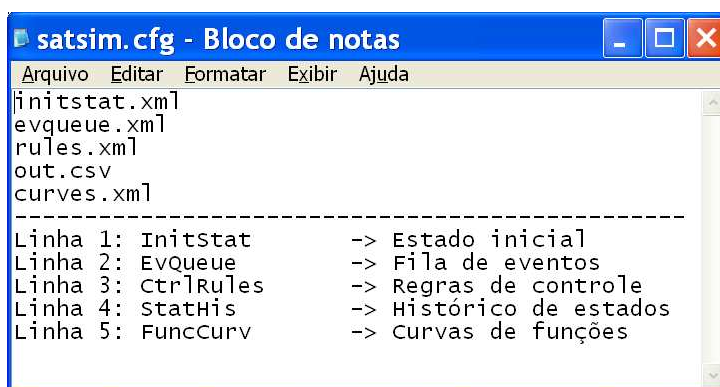 satsim.cfg - Bloco de notas
Arquivo Editar Formatar Exibir Ajuda
initstat.xml
evqueue.xml
rules.xml
out.csv
curves.xml
--------------------------------------------------
Linha 1: InitStat -> Estado inicial
Linha 2: EvQueue -> Fila de eventos
Linha 3: CtrlRules -> Regras de controle
Linha 4: StatHis -> Histórico de estados
Linha 5: FuncCurv -> Curvas de funções